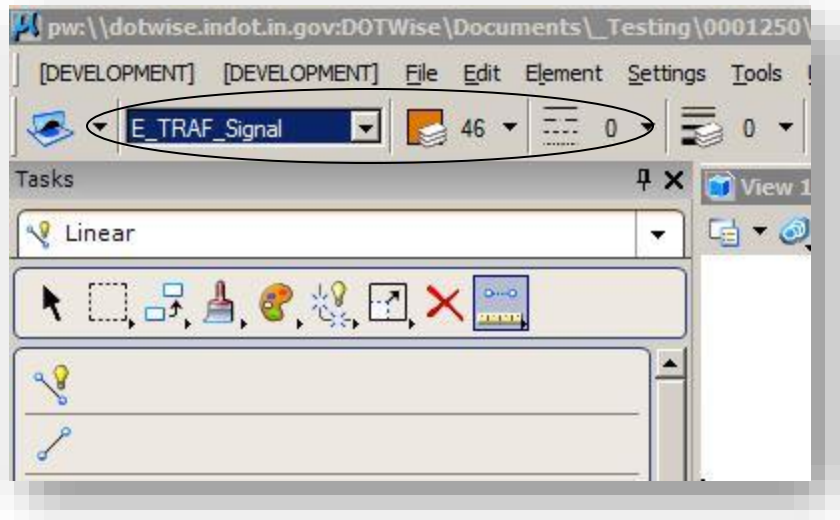 pw:\\dotwise.indot.in.gov:DOTWise\Documents\_Testing\0001250\
[DEVELOPMENT] [DEVELOPMENT] File Edit Element Settings Tools
E_TRAF_Signal 46 0 0
Tasks
View 1
Linear